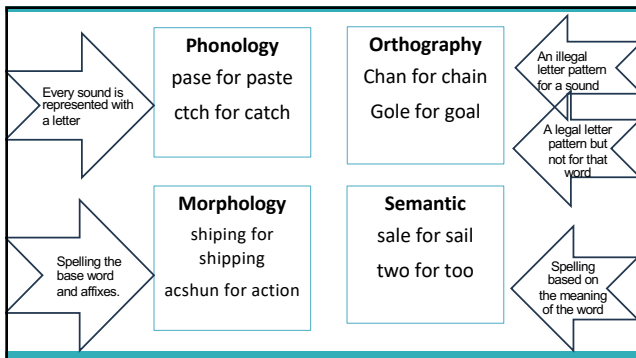 Every sound is
represented with
a letter
Phonology
pase for paste
ctch for catch
Orthography
Chan for chain
Gole for goal
An illegal
letter pattern
for a sound
A legal letter
pattern but
not for that
word
Spelling the
base word
and affixes.
Morphology
shiping for
shipping
acshun for action
Semantic
sale for sail
two for too
Spelling
based on
the meaning
of the word